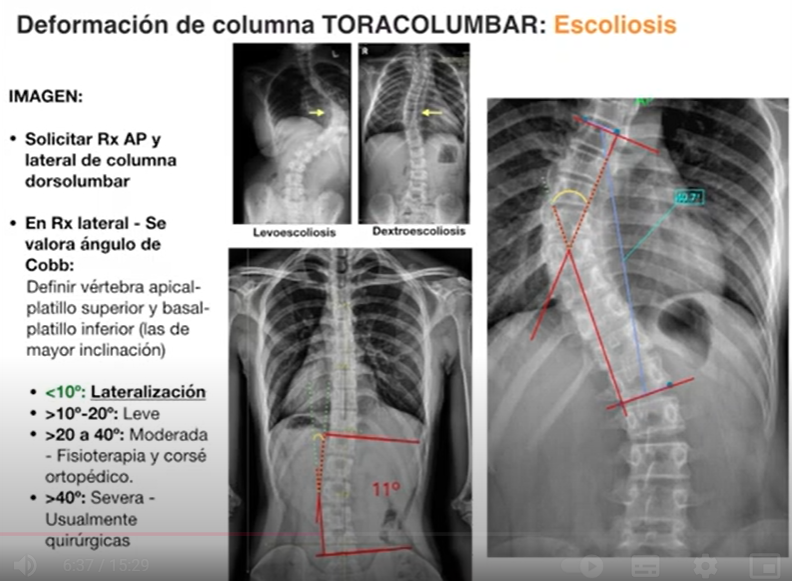 Deformación de columna TORACOLUMBAR: Escoliosis
IMAGEN:
• Solicitar Rx AP y
lateral de columna
dorsolumbar
• En Rx lateral - Se
valora ángulo de
Cobb:
Definir vértebra apical-
platillo superior y basal-
platillo inferior (las de
mayor inclinación)
• <10º: Lateralización
• >10º-20º: Leve
• >20 a 40º: Moderada
- Fisioterapia y corsé
ortopédico.
• >40º: Severa -
Usualmente
quirúrgicas
L
R
Levoescoliosis
Dextroescoliosis
11º
6:37 / 15:29